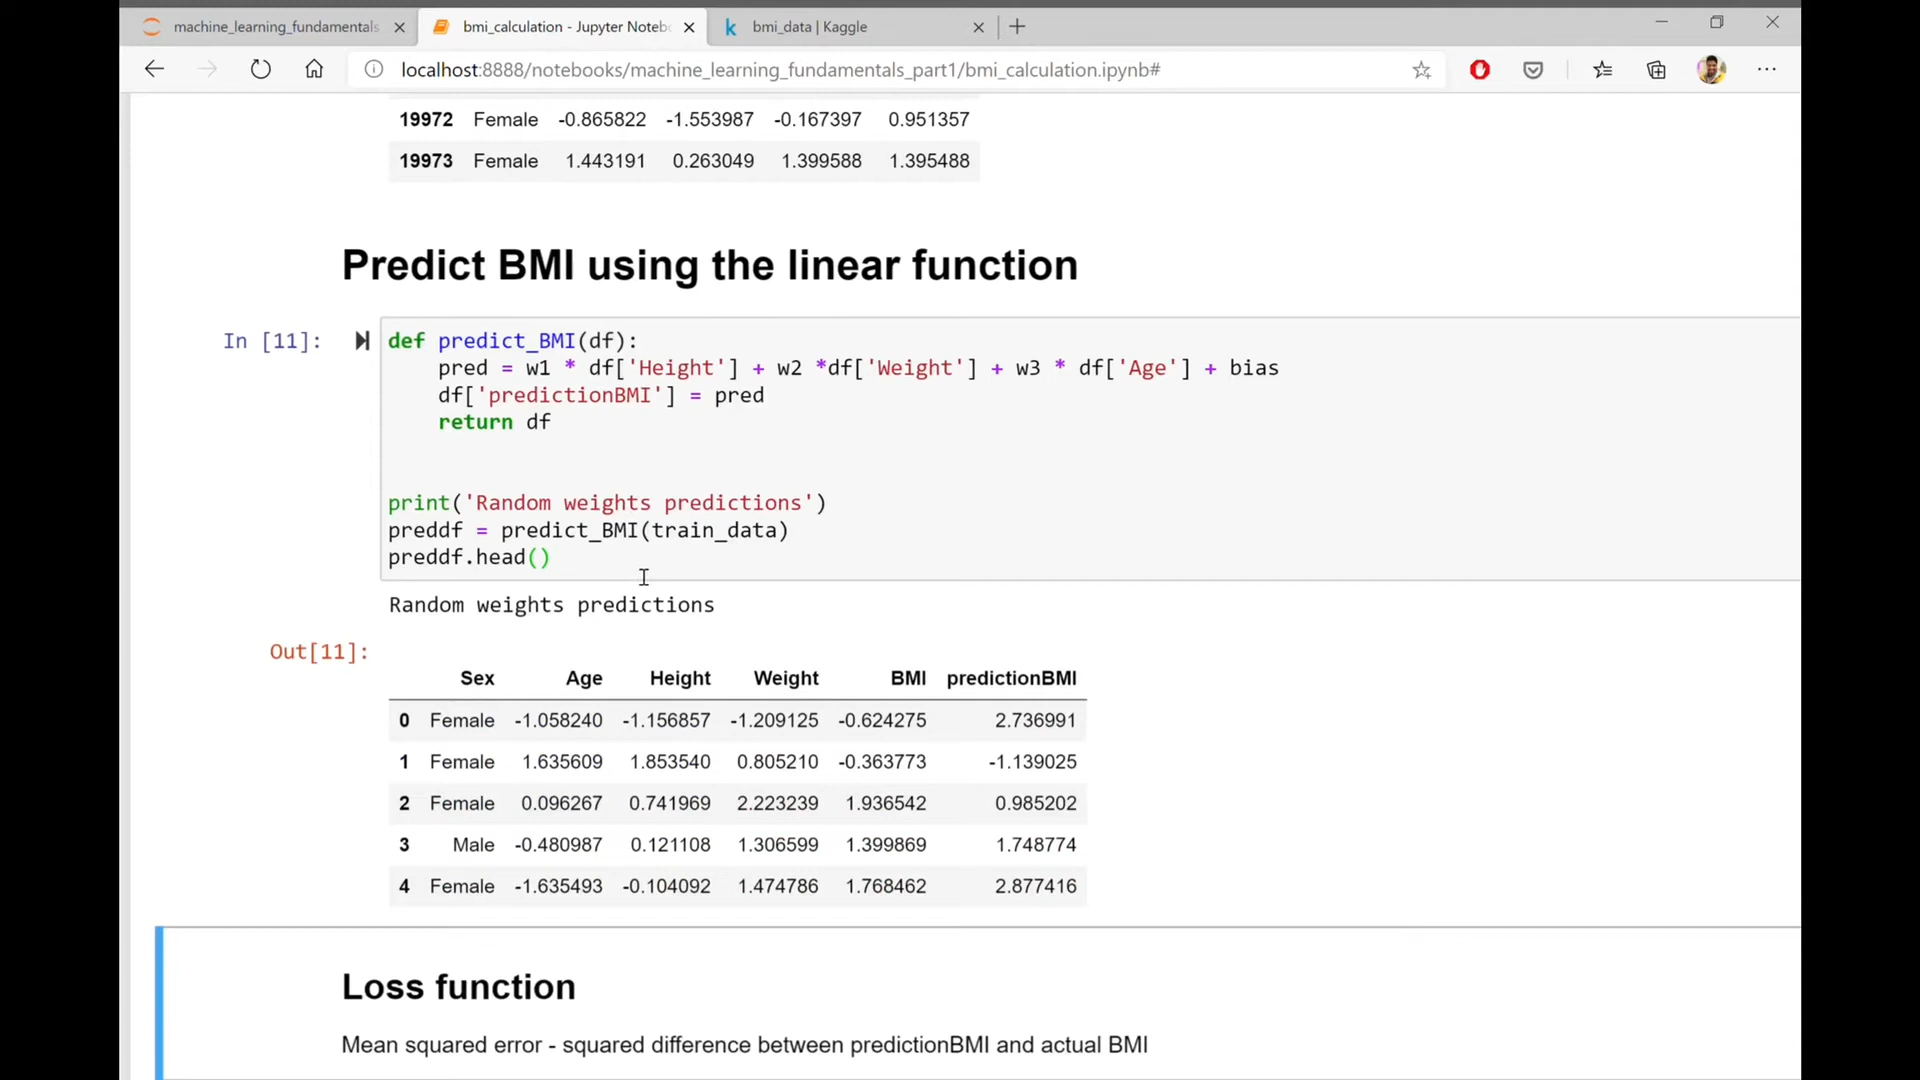 machine_learning_fundamentals
bmi_calculation - Jupyter Noteb
bmi_data | Kaggle
localhost:8888/notebooks/machine_learning_fundamentals_part1/bmi_calculation.ipynb#
19972 Female -0.865822 -1.553987 -0.167397 0.951357
19973 Female 1.443191 0.263049 1.399588 1.395488
Predict BMI using the linear function
In [11]:
def predict_BMI(df):
pred = w1 * df['Height'] + w2 *df['Weight'] + w3 * df['Age'] + bias
df['predictionBMI'] = pred
return df
print('Random weights predictions')
preddf = predict_BMI(train_data)
preddf.head()
Random weights predictions
Out[11]:
Sex Age Height Weight BMI predictionBMI
0 Female -1.058240 -1.156857 -1.209125 -0.624275 2.736991
1 Female 1.635609 1.853540 0.805210 -0.363773 -1.139025
2 Female 0.096267 0.741969 2.223239 1.936542 0.985202
3 Male -0.480987 0.121108 1.306599 1.399869 1.748774
4 Female -1.635493 -0.104092 1.474786 1.768462 2.877416
Loss function
Mean squared error - squared difference between predictionBMI and actual BMI